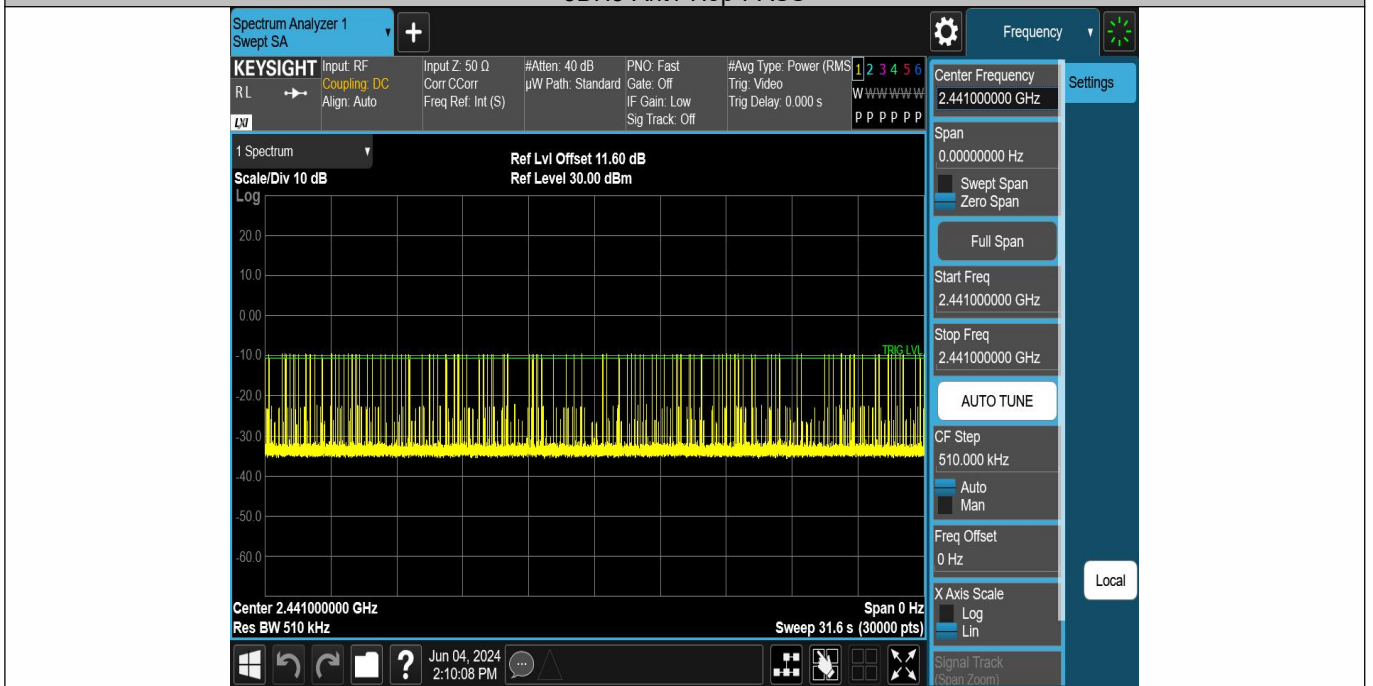 Spectrum Analyzer 1
Swept SA
+
Frequency
KEYSIGHT
RL
LXI
Input: RF
Coupling: DC
Align: Auto
Input Z: 50 Ω
Corr CCorr
Freq Ref: Int (S)
#Atten: 40 dB
µW Path: Standard
PNO: Fast
Gate: Off
IF Gain: Low
Sig Track: Off
#Avg Type: Power (RMS
Trig: Video
Trig Delay: 0.000 s
1 2 3 4 5 6
W W W W W W
P P P P P P
Center Frequency
2.441000000 GHz
Settings
Span
0.00000000 Hz
Swept Span
Zero Span
Full Span
Start Freq
2.441000000 GHz
Stop Freq
2.441000000 GHz
AUTO TUNE
CF Step
510.000 kHz
Auto
Man
Freq Offset
0 Hz
X Axis Scale
Log
Lin
Signal Track
(Span Zoom)
Local
1 Spectrum
Scale/Div 10 dB
Ref Lvl Offset 11.60 dB
Ref Level 30.00 dBm
Log
20.0
10.0
0.00
-10.0
TRIG LVL
-20.0
-30.0
-40.0
-50.0
-60.0
Center 2.441000000 GHz
Span 0 Hz
Res BW 510 kHz
Sweep 31.6 s (30000 pts)
?
Jun 04, 2024
2:10:08 PM